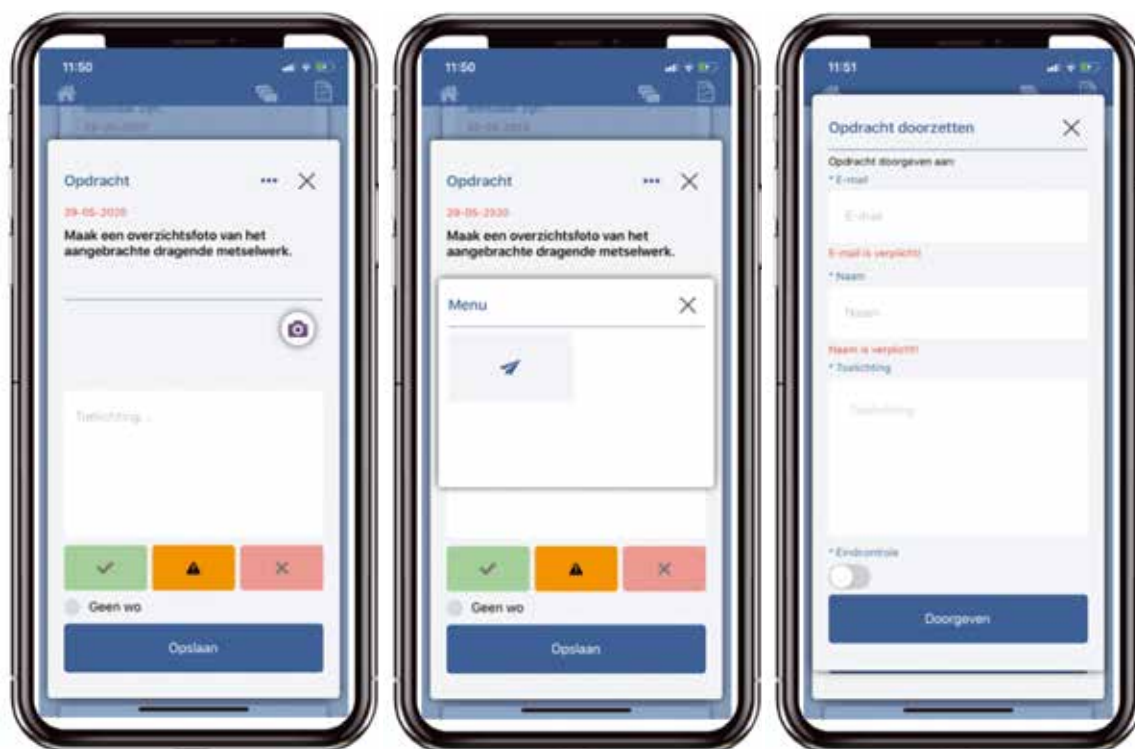 11:50
Opdracht
29-05-2020
Maak een overzichtsfoto van het
aangebrachte dragende metselwerk.
Toelichting...
Geen wo
Opslaan
11:50
Opdracht
29-05-2020
Maak een overzichtsfoto van het
aangebrachte dragende metselwerk.
Menu
Geen wo
Opslaan
11:51
Opdracht doorzetten
Opdracht doorgeven aan:
* E-mail
E-mail
E-mail is verplicht!
* Naam
Naam
Naam is verplicht!
* Toelichting
Toelichting
* Eindcontrole
Doorgeven